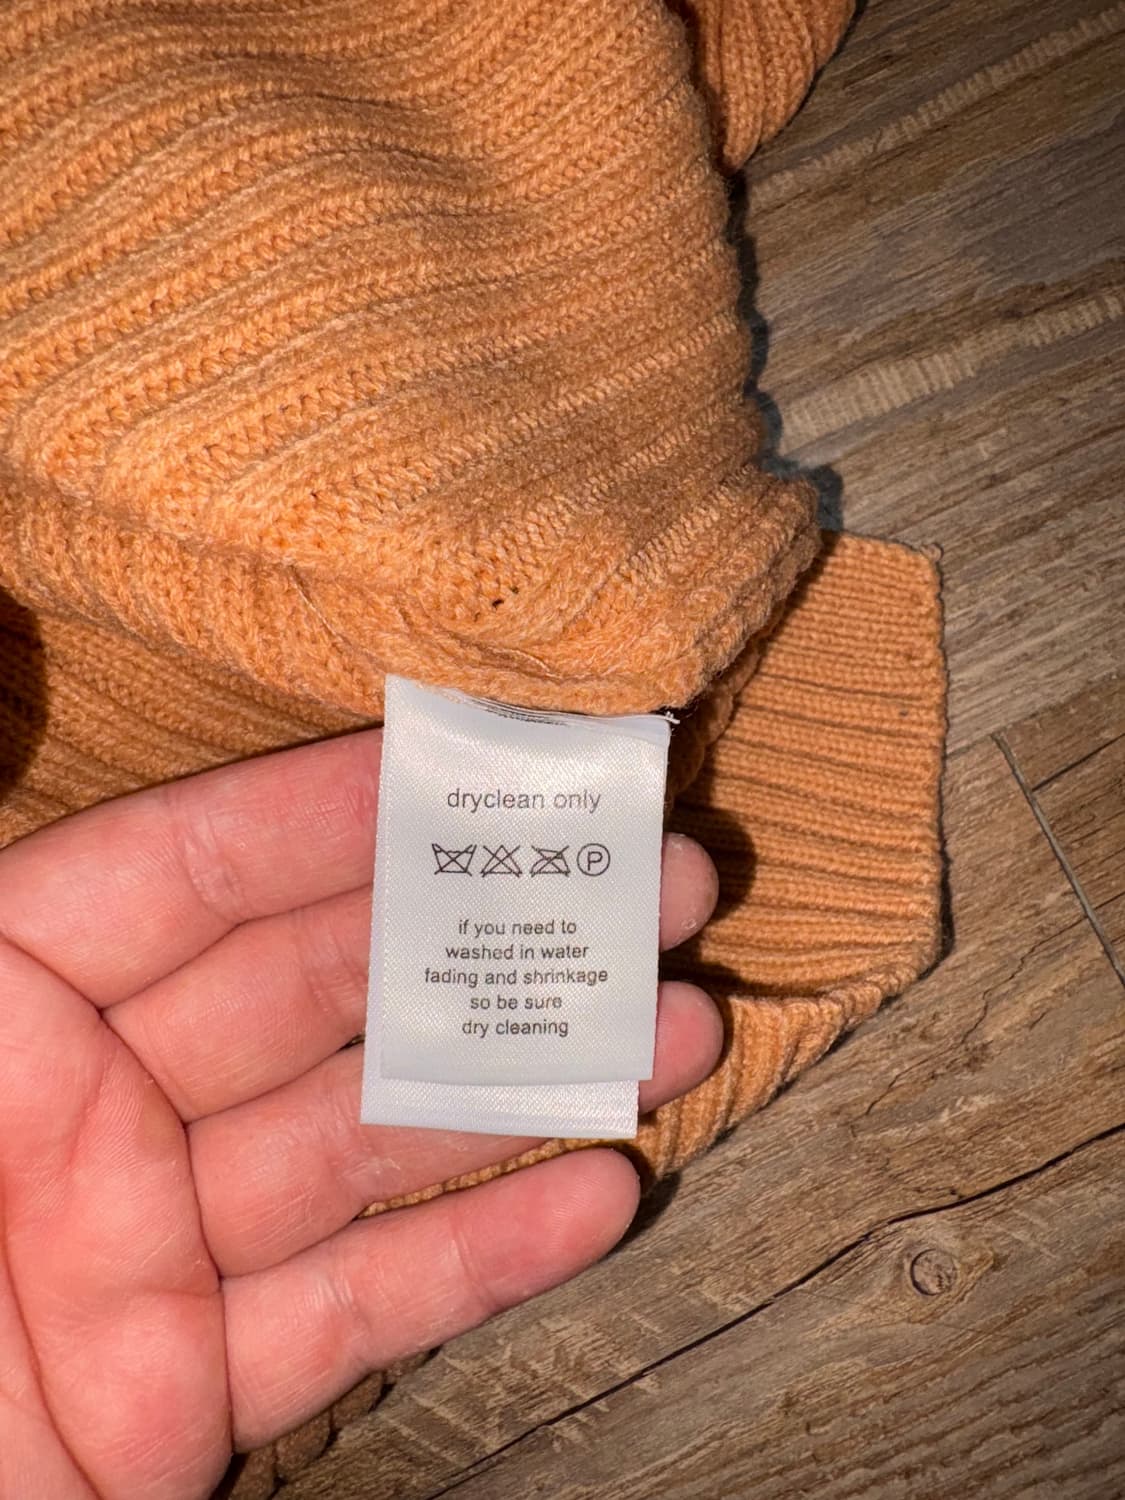 dryclean only
P
if you need to
washed in water
fading and shrinkage
so be sure
dry cleaning